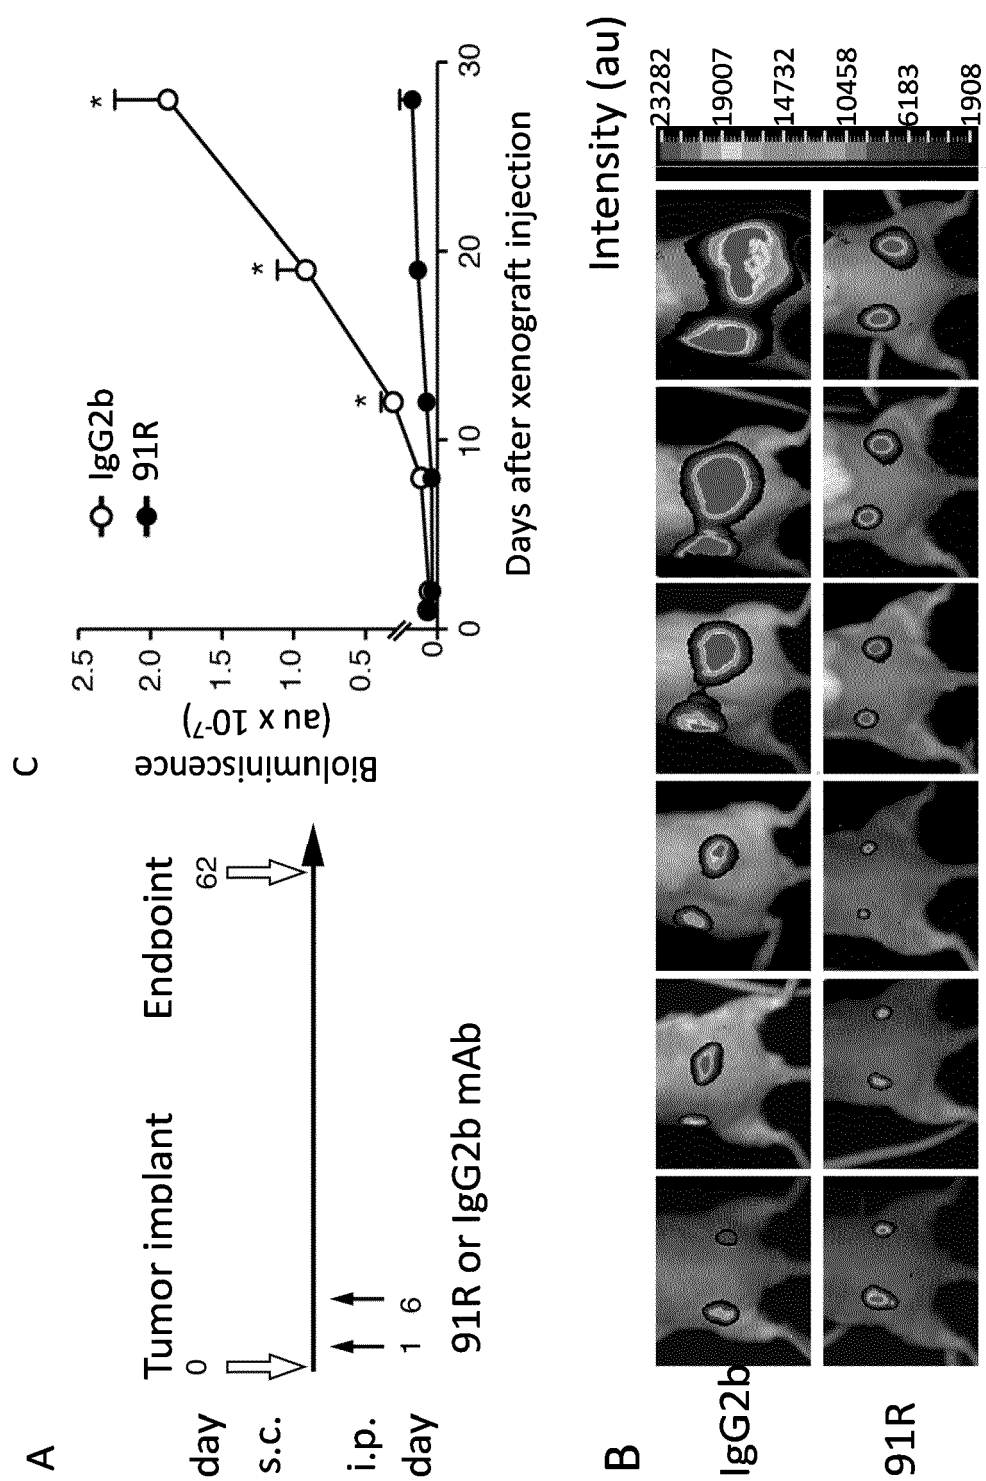 A
Tumor implant
Endboint
day
0
62
s.c.
i.p.
day
1
6
91R or IgG2b mAb
C
Bioluminiscence
(au x 10-7)
2.5
2.0
1.5
1.0
0.5
0
IgG2b
91R
*
*
*
0
10
20
30
Days after xenograft injection
B
IgG2b
91R
Intensity (au)
23282
19007
14732
10458
6183
1908